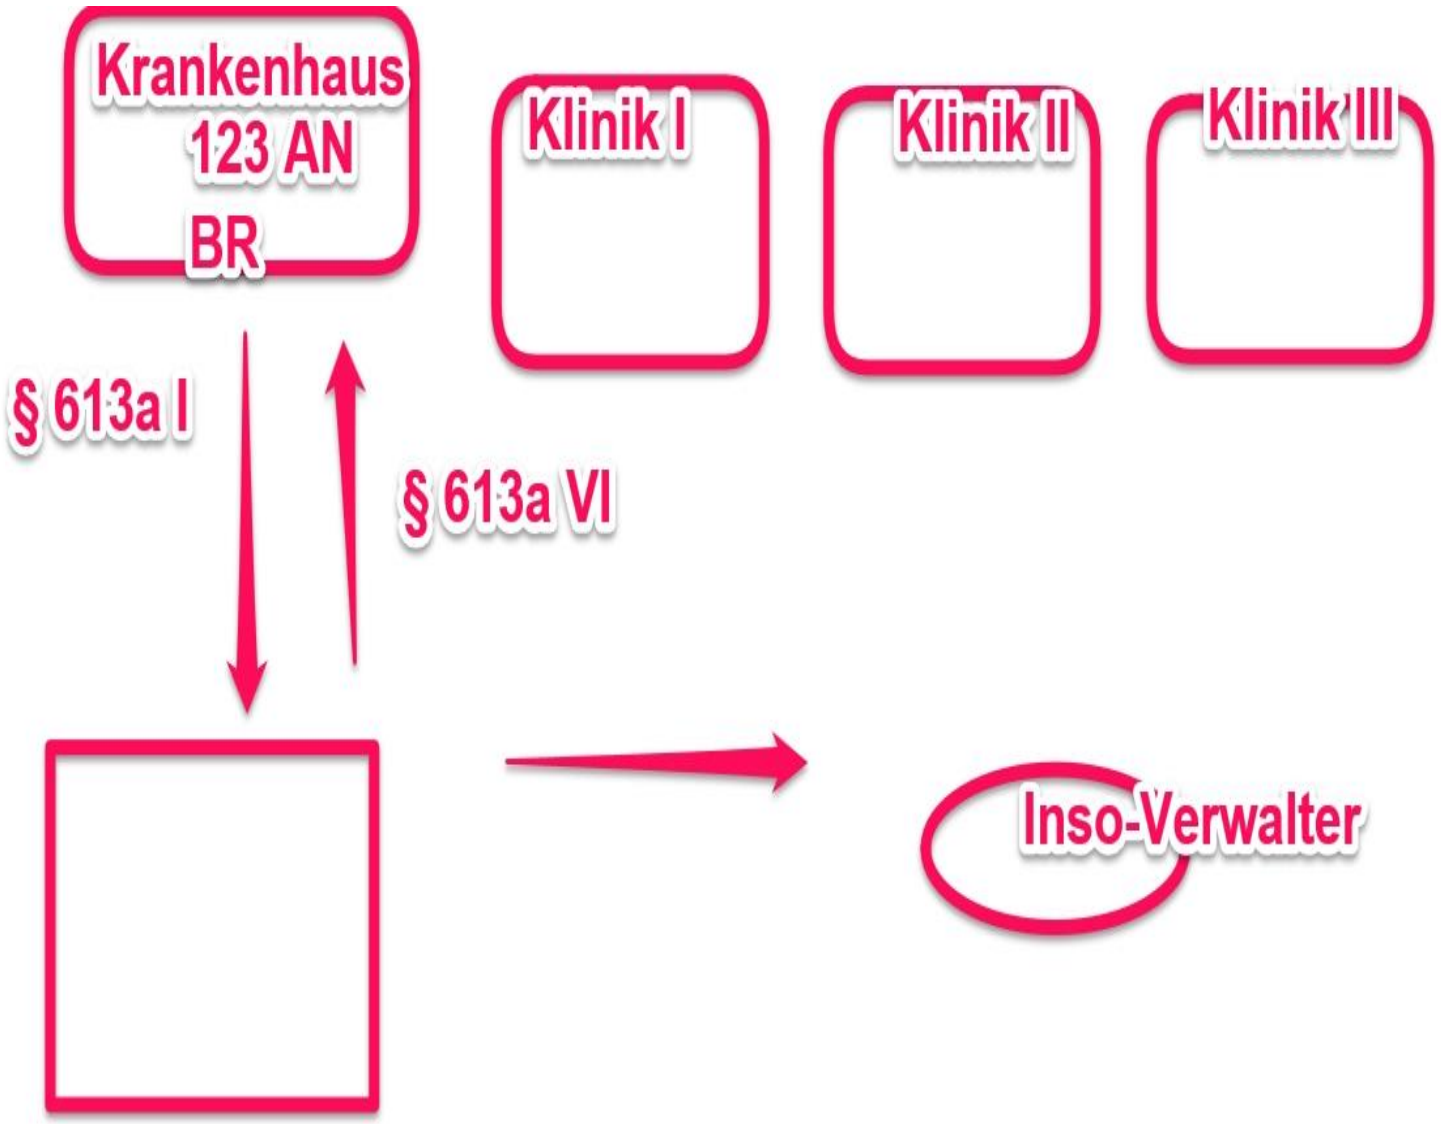 Krankenhaus
123 AN
BR
Klinik I
Klinik II
Klinik III
§ 613a I
§ 613a VI
Inso-Verwalter